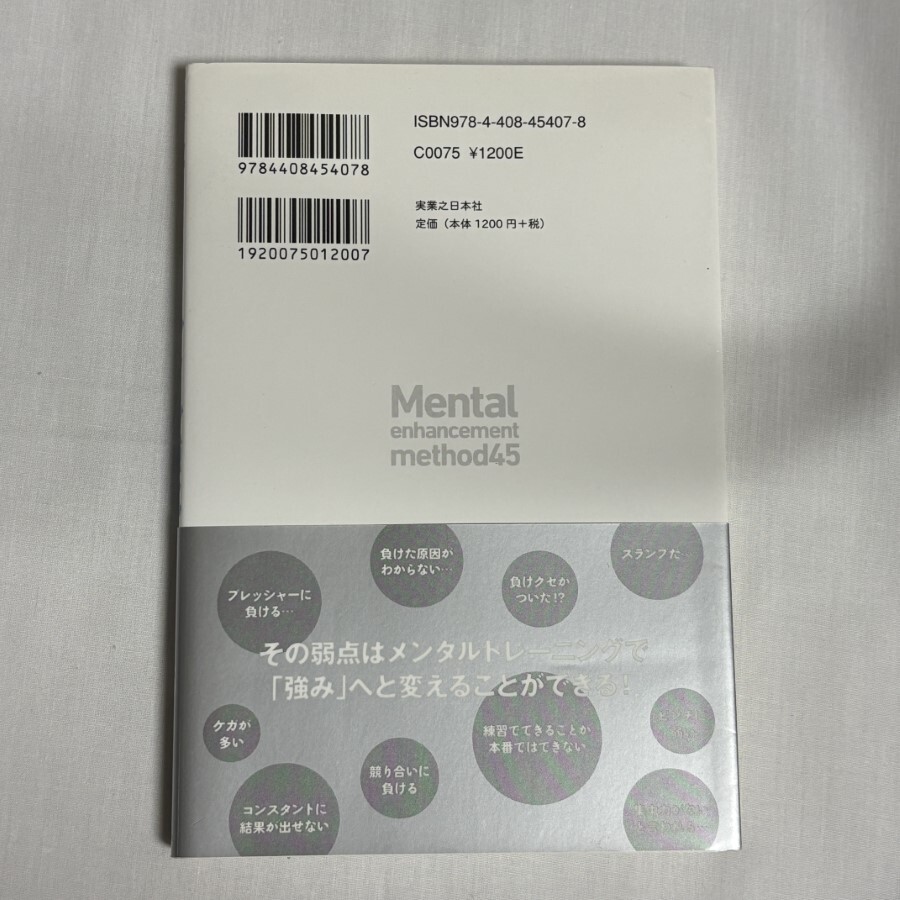 ISBN978-4-408-45407-8
C0075 ¥1200E
9784408454078
実業之日本社
定価（本体1200円＋税）
1920075012007
Mental
enhancement
method45
負けた原因が
わからない…
スランプだ…
負けクセが
ついた!?
プレッシャーに
負ける…
その弱点はメンタルトレーニングで
「強み」へと変えることができる！
ケガが
多い
練習でできることが
本番ではできない
競り合いに
負ける
コンスタントに
結果が出せない